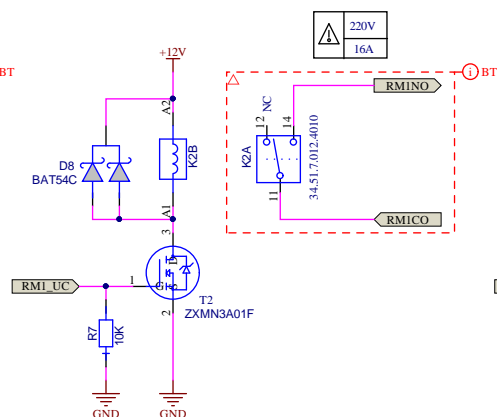 220V
16A
+12V
BT
i
BT
RM1NO
A2
12
NC
14
D8
BAT54C
K2B
K2A
34.51.7.012.4010
A1
11
RM1CO
3
D
RM1_UC
1
G
S
T2
ZXMN3A01F
2
R7
10K
GND
GND